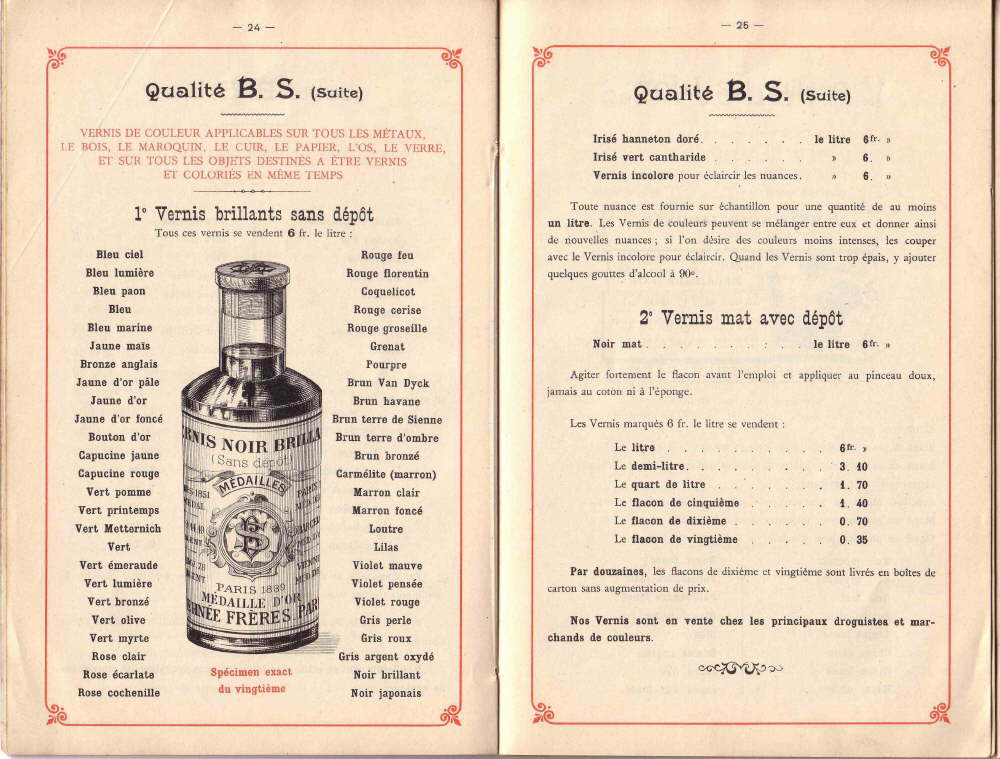 — 24 —
Qualité B. S. (Suite)
VERNIS DE COULEUR APPLICABLES SUR TOUS LES MÉTAUX,
LE BOIS, LE MAROQUIN, LE CUIR, LE PAPIER, L'OS, LE VERRE,
ET SUR TOUS LES OBJETS DESTINÉS A ÊTRE VERNIS
ET COLORIÉS EN MÊME TEMPS
1° Vernis brillants sans dépôt
Tous ces vernis se vendent 6 fr. le litre :
Bleu ciel
Bleu lumière
Bleu paon
Bleu
Bleu marine
Jaune maïs
Bronze anglais
Jaune d'or pâle
Jaune d'or
Jaune d'or foncé
Bouton d'or
Capucine jaune
Capucine rouge
Vert pomme
Vert printemps
Vert Metternich
Vert
Vert émeraude
Vert lumière
Vert bronzé
Vert olive
Vert myrte
Rose clair
Rose écarlate
Rose cochenille
RNIS NOIR BRILLA
(Sans dépôt)
MÉDAILLES
1851
PARIS 1889
MÉDAILLE D'OR
HNÉE FRÈRES PAR
Spécimen exact
du vingtième
Rouge feu
Rouge florentin
Coquelicot
Rouge cerise
Rouge groseille
Grenat
Pourpre
Brun Van Dyck
Brun havane
Brun terre de Sienne
Brun terre d'ombre
Brun bronzé
Carmélite (marron)
Marron clair
Marron foncé
Loutre
Lilas
Violet mauve
Violet pensée
Violet rouge
Gris perle
Gris roux
Gris argent oxydé
Noir brillant
Noir japonais
— 25 —
Qualité B. S. (Suite)
Irisé hanneton doré. . . . . . . . le litre 6 fr. »
Irisé vert cantharide . . . . . . . » 6. »
Vernis incolore pour éclaircir les nuances. » 6. »
Toute nuance est fournie sur échantillon pour une quantité de au moins
un litre. Les Vernis de couleurs peuvent se mélanger entre eux et donner ainsi
de nouvelles nuances ; si l'on désire des couleurs moins intenses, les couper
avec le Vernis incolore pour éclaircir. Quand les Vernis sont trop épais, y ajouter
quelques gouttes d'alcool à 90°.
2° Vernis mat avec dépôt
Noir mat . . . . . . . . . . le litre 6 fr. »
Agiter fortement le flacon avant l'emploi et appliquer au pinceau doux,
jamais au coton ni à l'éponge.
Les Vernis marqués 6 fr. le litre se vendent :
Le litre . . . . . . . . . 6 fr. »
Le demi-litre. . . . . . . . 3. 10
Le quart de litre . . . . . . . 1. 70
Le flacon de cinquième . . . . . 1. 40
Le flacon de dixième . . . . . . 0. 70
Le flacon de vingtième . . . . . 0. 35
Par douzaines, les flacons de dixième et vingtième sont livrés en boîtes de
carton sans augmentation de prix.
Nos Vernis sont en vente chez les principaux droguistes et mar-
chands de couleurs.